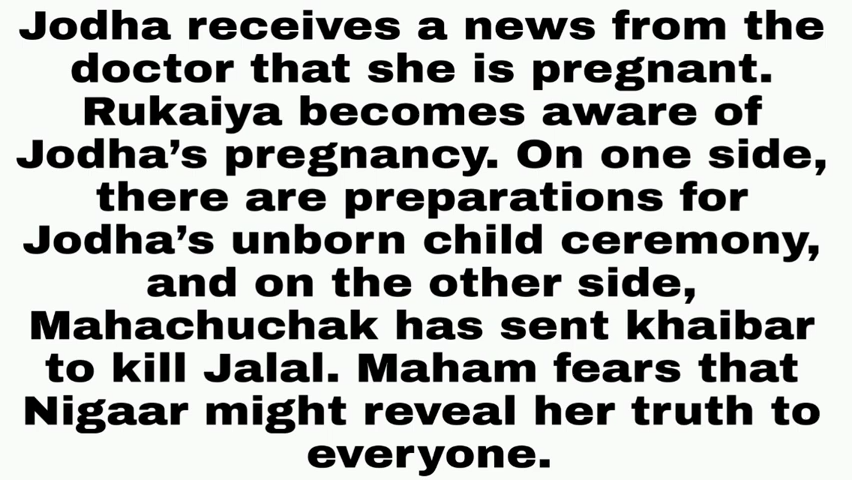 Jodha receives a news from the
doctor that she is pregnant.
Rukaiya becomes aware of
Jodha’s pregnancy. On one side,
there are preparations for
Jodha’s unborn child ceremony,
and on the other side,
Mahachuchak has sent khaibar
to kill Jalal. Maham fears that
Nigaar might reveal her truth to
everyone.